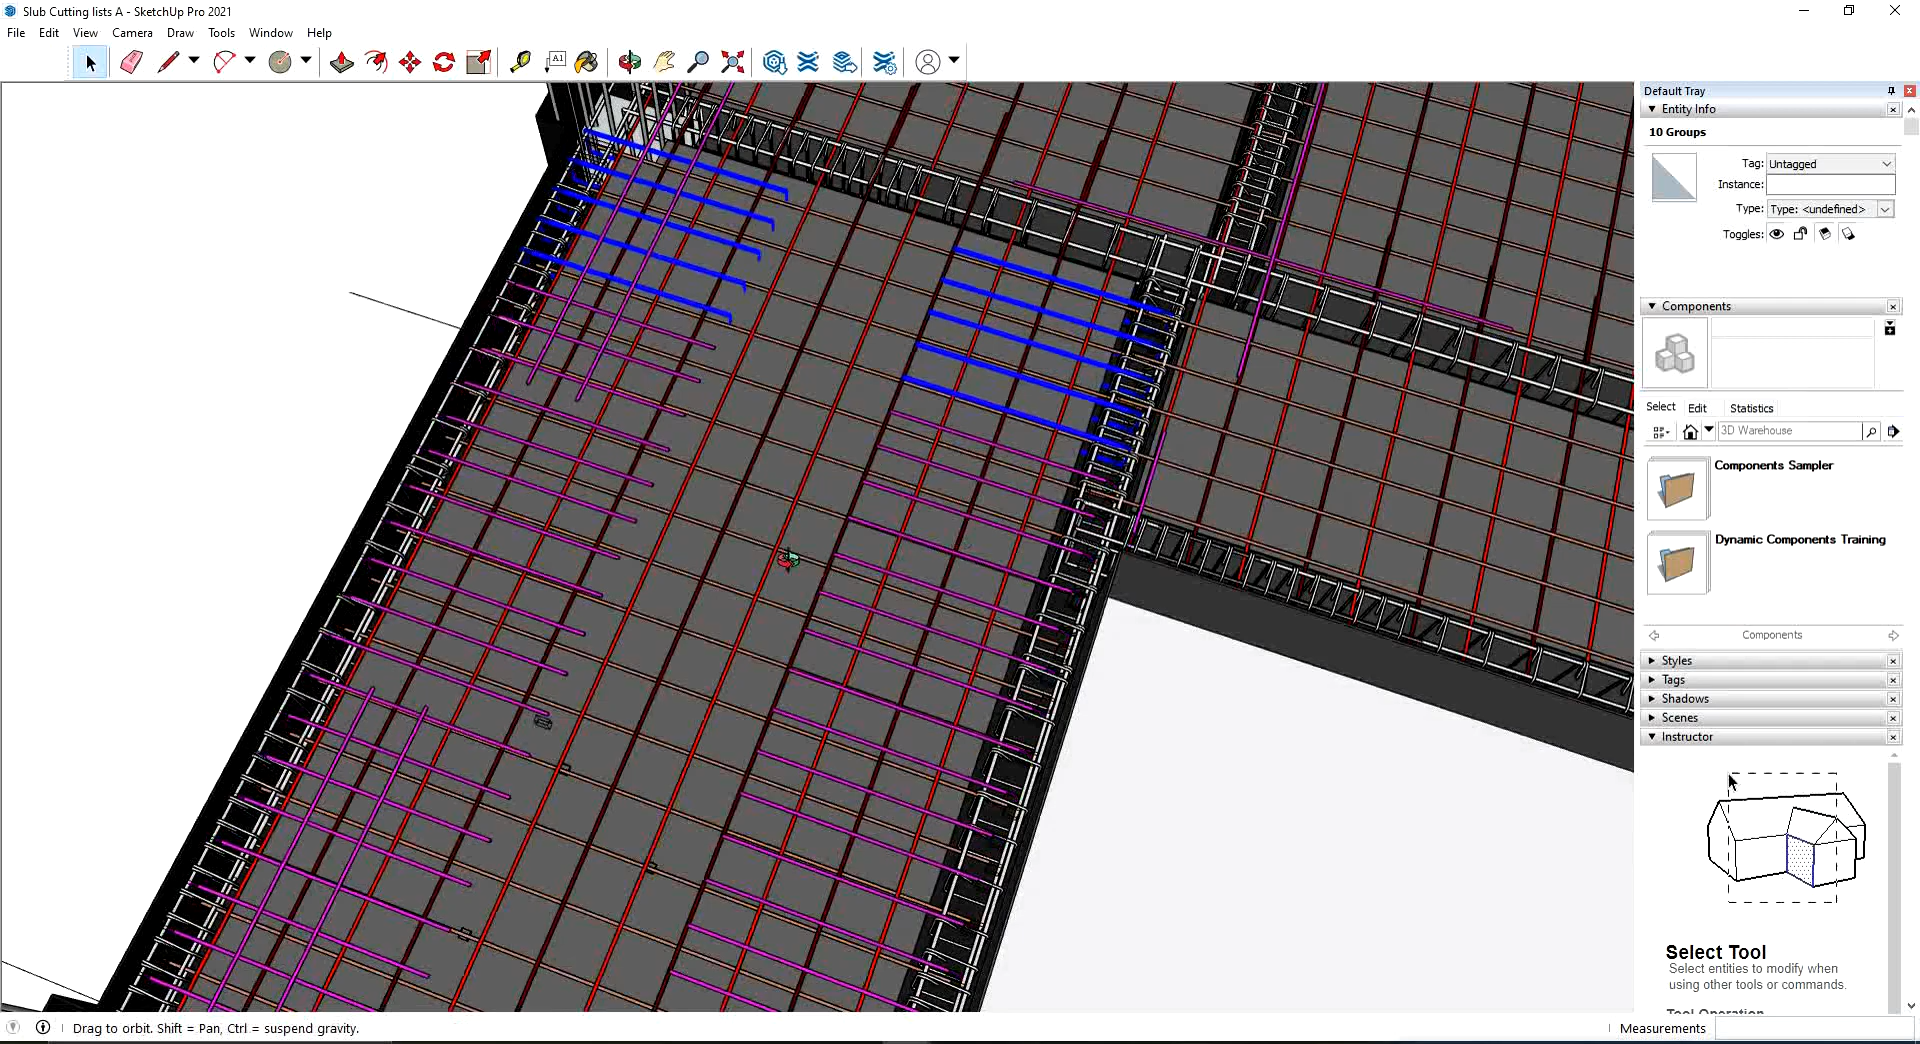 Slub Cutting lists A - SketchUp Pro 2021
File Edit View Camera Draw Tools Window Help
A1
Default Tray
Entity Info
10 Groups
Tag: Untagged
Instance:
Type: Type: <undefined>
Toggles:
Components
Select Edit Statistics
3D Warehouse
Components Sampler
Dynamic Components Training
Components
Styles
Tags
Shadows
Scenes
Instructor
Select Tool
Select entities to modify when
using other tools or commands.
Tool Operation
Drag to orbit. Shift = Pan, Ctrl = suspend gravity.
Measurements